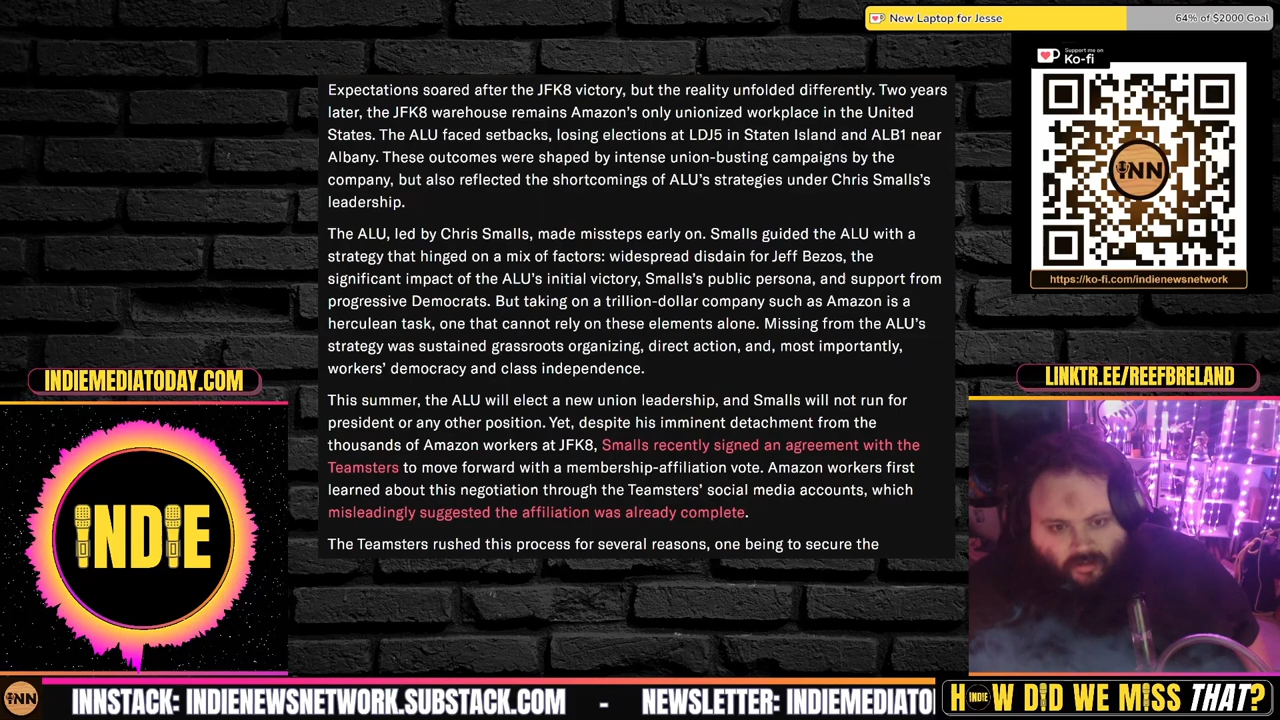 New Laptop for Jesse
64% of $2000 Goal
Support me on
Ko-fi
INN
https://ko-fi.com/indienewsnetwork
Expectations soared after the JFK8 victory, but the reality unfolded differently. Two years
later, the JFK8 warehouse remains Amazon's only unionized workplace in the United
States. The ALU faced setbacks, losing elections at LDJ5 in Staten Island and ALB1 near
Albany. These outcomes were shaped by intense union-busting campaigns by the
company, but also reflected the shortcomings of ALU's strategies under Chris Smalls's
leadership.
The ALU, led by Chris Smalls, made missteps early on. Smalls guided the ALU with a
strategy that hinged on a mix of factors: widespread disdain for Jeff Bezos, the
significant impact of the ALU's initial victory, Smalls's public persona, and support from
progressive Democrats. But taking on a trillion-dollar company such as Amazon is a
herculean task, one that cannot rely on these elements alone. Missing from the ALU's
strategy was sustained grassroots organizing, direct action, and, most importantly,
workers' democracy and class independence.
This summer, the ALU will elect a new union leadership, and Smalls will not run for
president or any other position. Yet, despite his imminent detachment from the
thousands of Amazon workers at JFK8, Smalls recently signed an agreement with the
Teamsters to move forward with a membership-affiliation vote. Amazon workers first
learned about this negotiation through the Teamsters' social media accounts, which
misleadingly suggested the affiliation was already complete.
The Teamsters rushed this process for several reasons, one being to secure the
INDIEMEDIATODAY.COM
LINKTR.EE/REEFBRELAND
INDIE
INN
INNSTACK: INDIENEWSNETWORK.SUBSTACK.COM - NEWSLETTER: INDIEMEDIATO
HOW DID WE MISS THAT?
INDIE